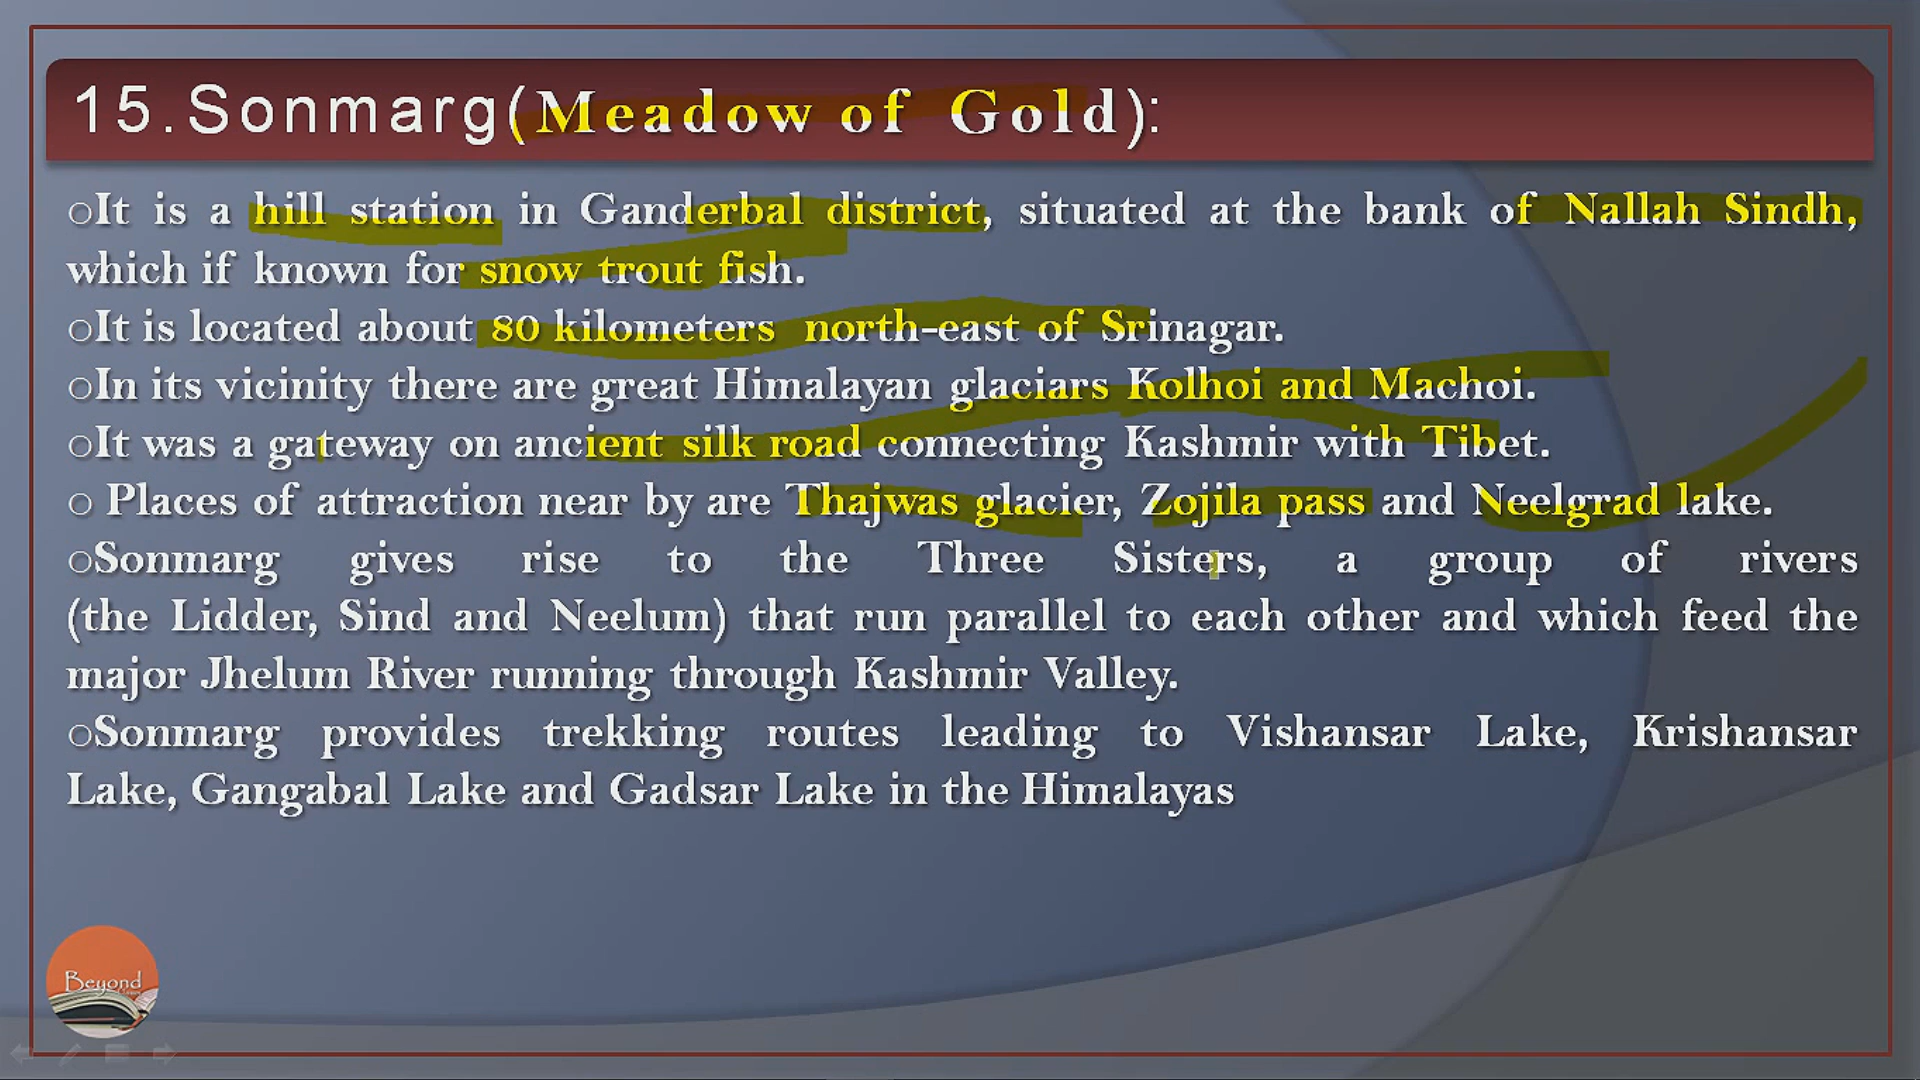 15.Sonmarg(Meadow of Gold):
oIt is a hill station in Ganderbal district, situated at the bank of Nallah Sindh,
which if known for snow trout fish.
oIt is located about 80 kilometers north-east of Srinagar.
oIn its vicinity there are great Himalayan glaciars Kolhoi and Machoi.
oIt was a gateway on ancient silk road connecting Kashmir with Tibet.
o Places of attraction near by are Thajwas glacier, Zojila pass and Neelgrad lake.
oSonmarg gives rise to the Three Sisters, a group of rivers
(the Lidder, Sind and Neelum) that run parallel to each other and which feed the
major Jhelum River running through Kashmir Valley.
oSonmarg provides trekking routes leading to Vishansar Lake, Krishansar
Lake, Gangabal Lake and Gadsar Lake in the Himalayas
Beyond